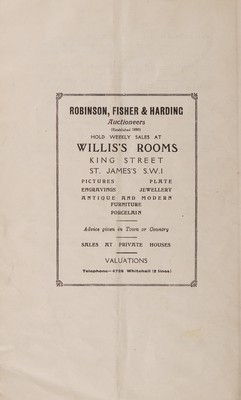 ROBINSON, FISHER & HARDING
Auctioneers
(Established 1830)
HOLD WEEKLY SALES AT
WILLIS'S ROOMS
KING STREET
ST. JAMES'S S.W.1
PICTURES PLATE
ENGRAVINGS JEWELLERY
ANTIQUE AND MODERN
FURNITURE
PORCELAIN
Advice given in Town or Country
SALES AT PRIVATE HOUSES
VALUATIONS
Telephone—4725 Whitehall (2 lines)